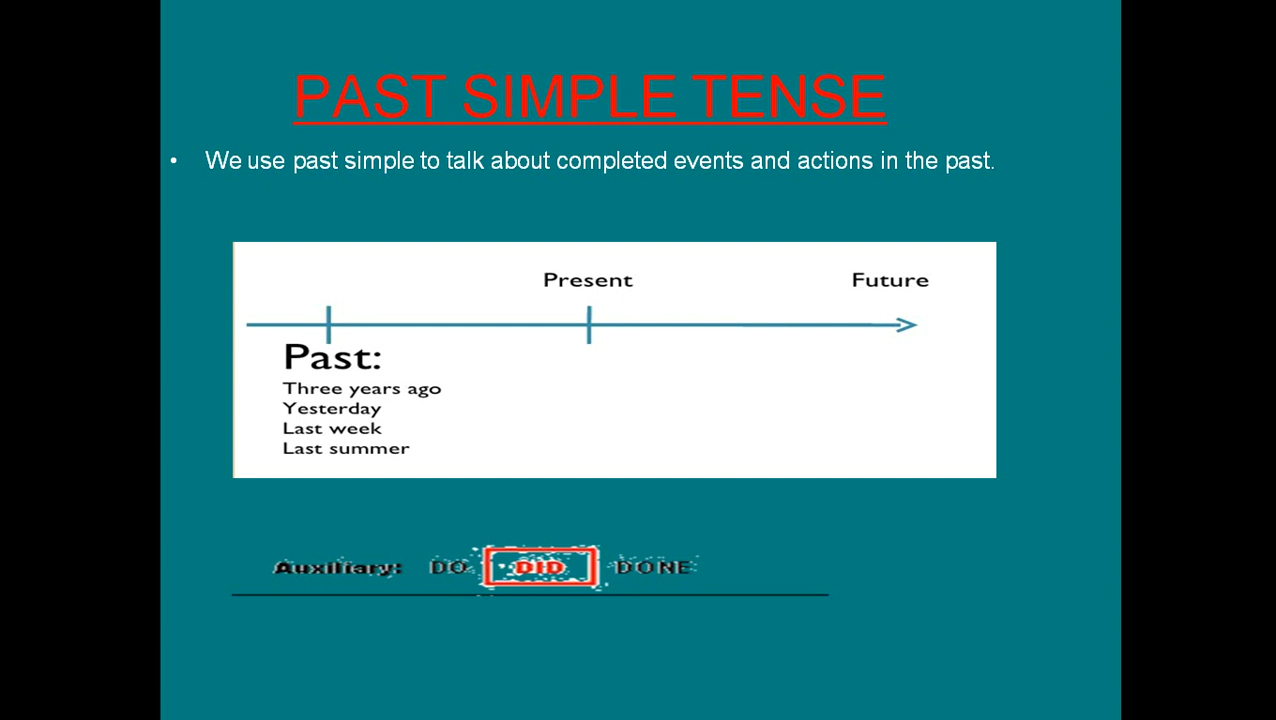 PAST SIMPLE TENSE
• We use past simple to talk about completed events and actions in the past.
Present Future
Past:
Three years ago
Yesterday
Last week
Last summer
Auxiliary: DO DID DONE